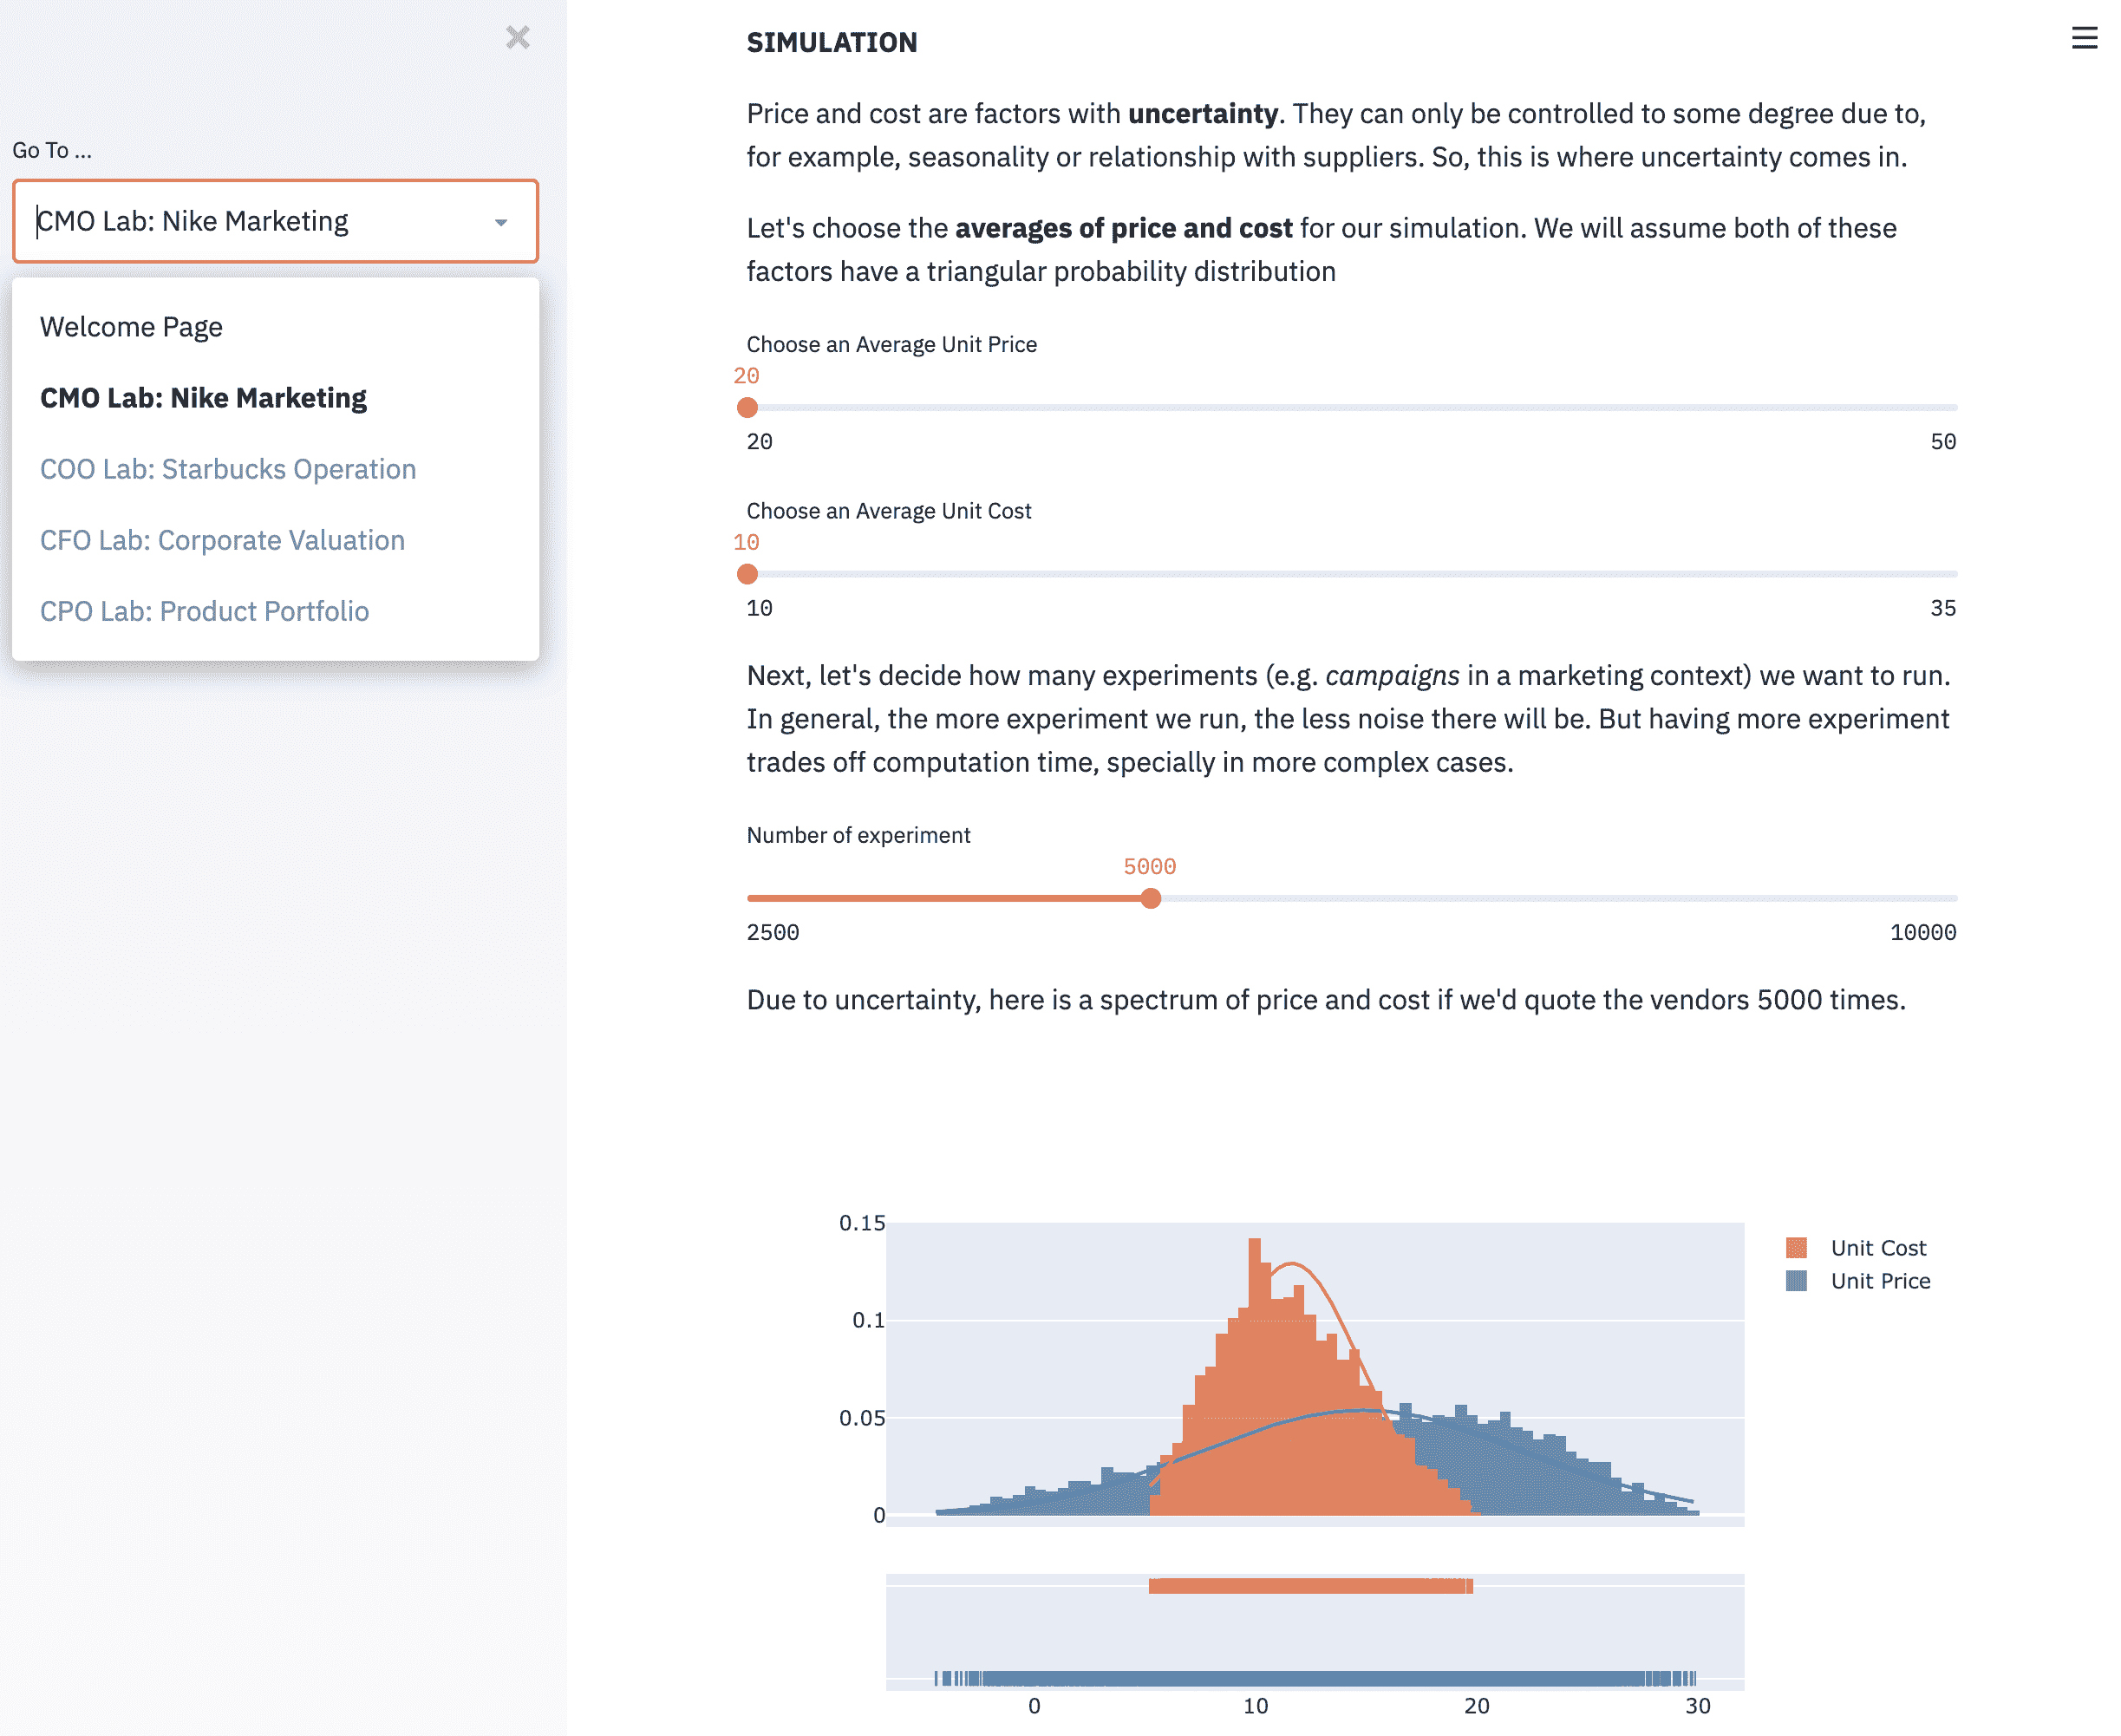 Go To ...
CMO Lab: Nike Marketing
Welcome Page
CMO Lab: Nike Marketing
COO Lab: Starbucks Operation
CFO Lab: Corporate Valuation
CPO Lab: Product Portfolio
SIMULATION
Price and cost are factors with uncertainty. They can only be controlled to some degree due to,
for example, seasonality or relationship with suppliers. So, this is where uncertainty comes in.
Let's choose the averages of price and cost for our simulation. We will assume both of these
factors have a triangular probability distribution
Choose an Average Unit Price
20
20 50
Choose an Average Unit Cost
10
10 35
Next, let's decide how many experiments (e.g. campaigns in a marketing context) we want to run.
In general, the more experiment we run, the less noise there will be. But having more experiment
trades off computation time, specially in more complex cases.
Number of experiment
5000
2500 10000
Due to uncertainty, here is a spectrum of price and cost if we'd quote the vendors 5000 times.
0.15
0.1
0.05
0
Unit Cost
Unit Price
0 10 20 30